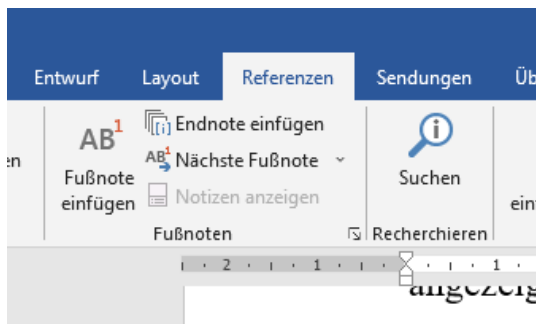 Entwurf Layout Referenzen Sendungen
AB1 Endnote einfügen
AB1 Nächste Fußnote
Fußnote einfügen Notizen anzeigen
Suchen
Fußnoten Recherchieren
2 1 1